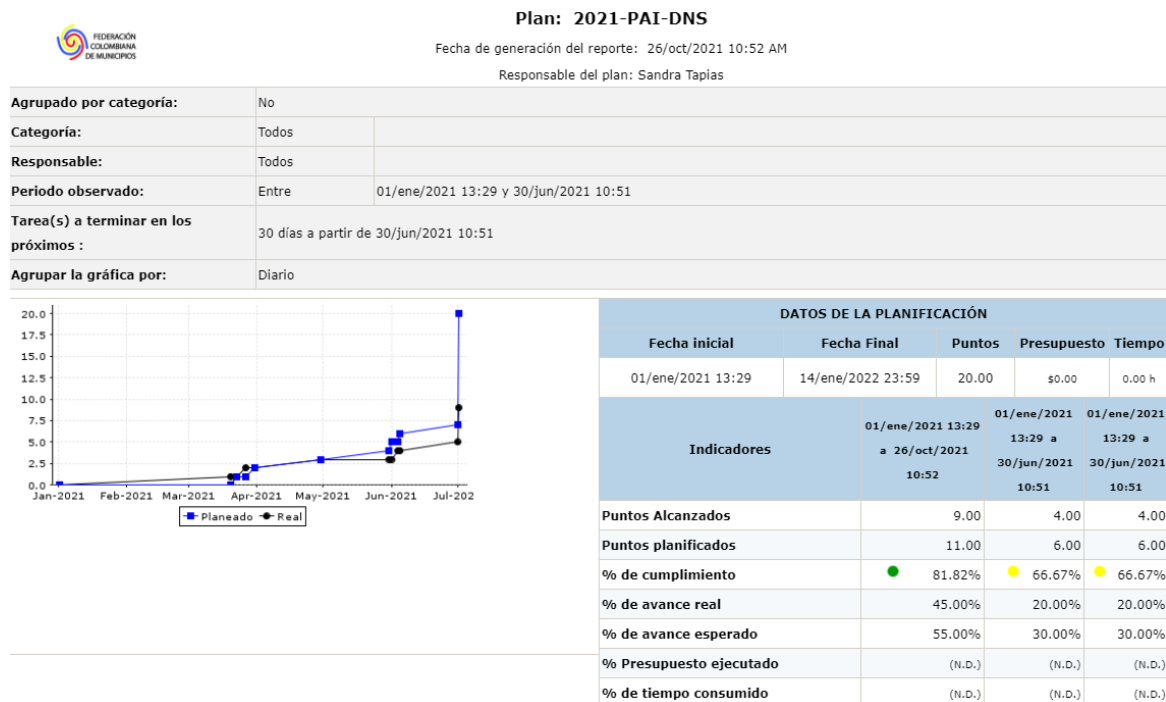 Plan: 2021-PAI-DNS
FEDERACIÓN
COLOMBIANA
DE MUNICIPIOS
Fecha de generación del reporte: 26/oct/2021 10:52 AM
Responsable del plan: Sandra Tapias
Agrupado por categoría: No
Categoría: Todos
Responsable: Todos
Periodo observado: Entre 01/ene/2021 13:29 y 30/jun/2021 10:51
Tarea(s) a terminar en los
próximos : 30 días a partir de 30/jun/2021 10:51
Agrupar la gráfica por: Diario
20.0
17.5
15.0
12.5
10.0
7.5
5.0
2.5
0.0
Jan-2021 Feb-2021 Mar-2021 Apr-2021 May-2021 Jun-2021 Jul-202
Planeado Real
DATOS DE LA PLANIFICACIÓN
Fecha inicial Fecha Final Puntos Presupuesto Tiempo
01/ene/2021 13:29 14/ene/2022 23:59 20.00 $0.00 0.00 h
Indicadores
01/ene/2021 13:29
a 26/oct/2021
10:52
01/ene/2021
13:29 a
30/jun/2021
10:51
01/ene/2021
13:29 a
30/jun/2021
10:51
Puntos Alcanzados 9.00 4.00 4.00
Puntos planificados 11.00 6.00 6.00
% de cumplimiento 81.82% 66.67% 66.67%
% de avance real 45.00% 20.00% 20.00%
% de avance esperado 55.00% 30.00% 30.00%
% Presupuesto ejecutado (N.D.) (N.D.) (N.D.)
% de tiempo consumido (N.D.) (N.D.) (N.D.)